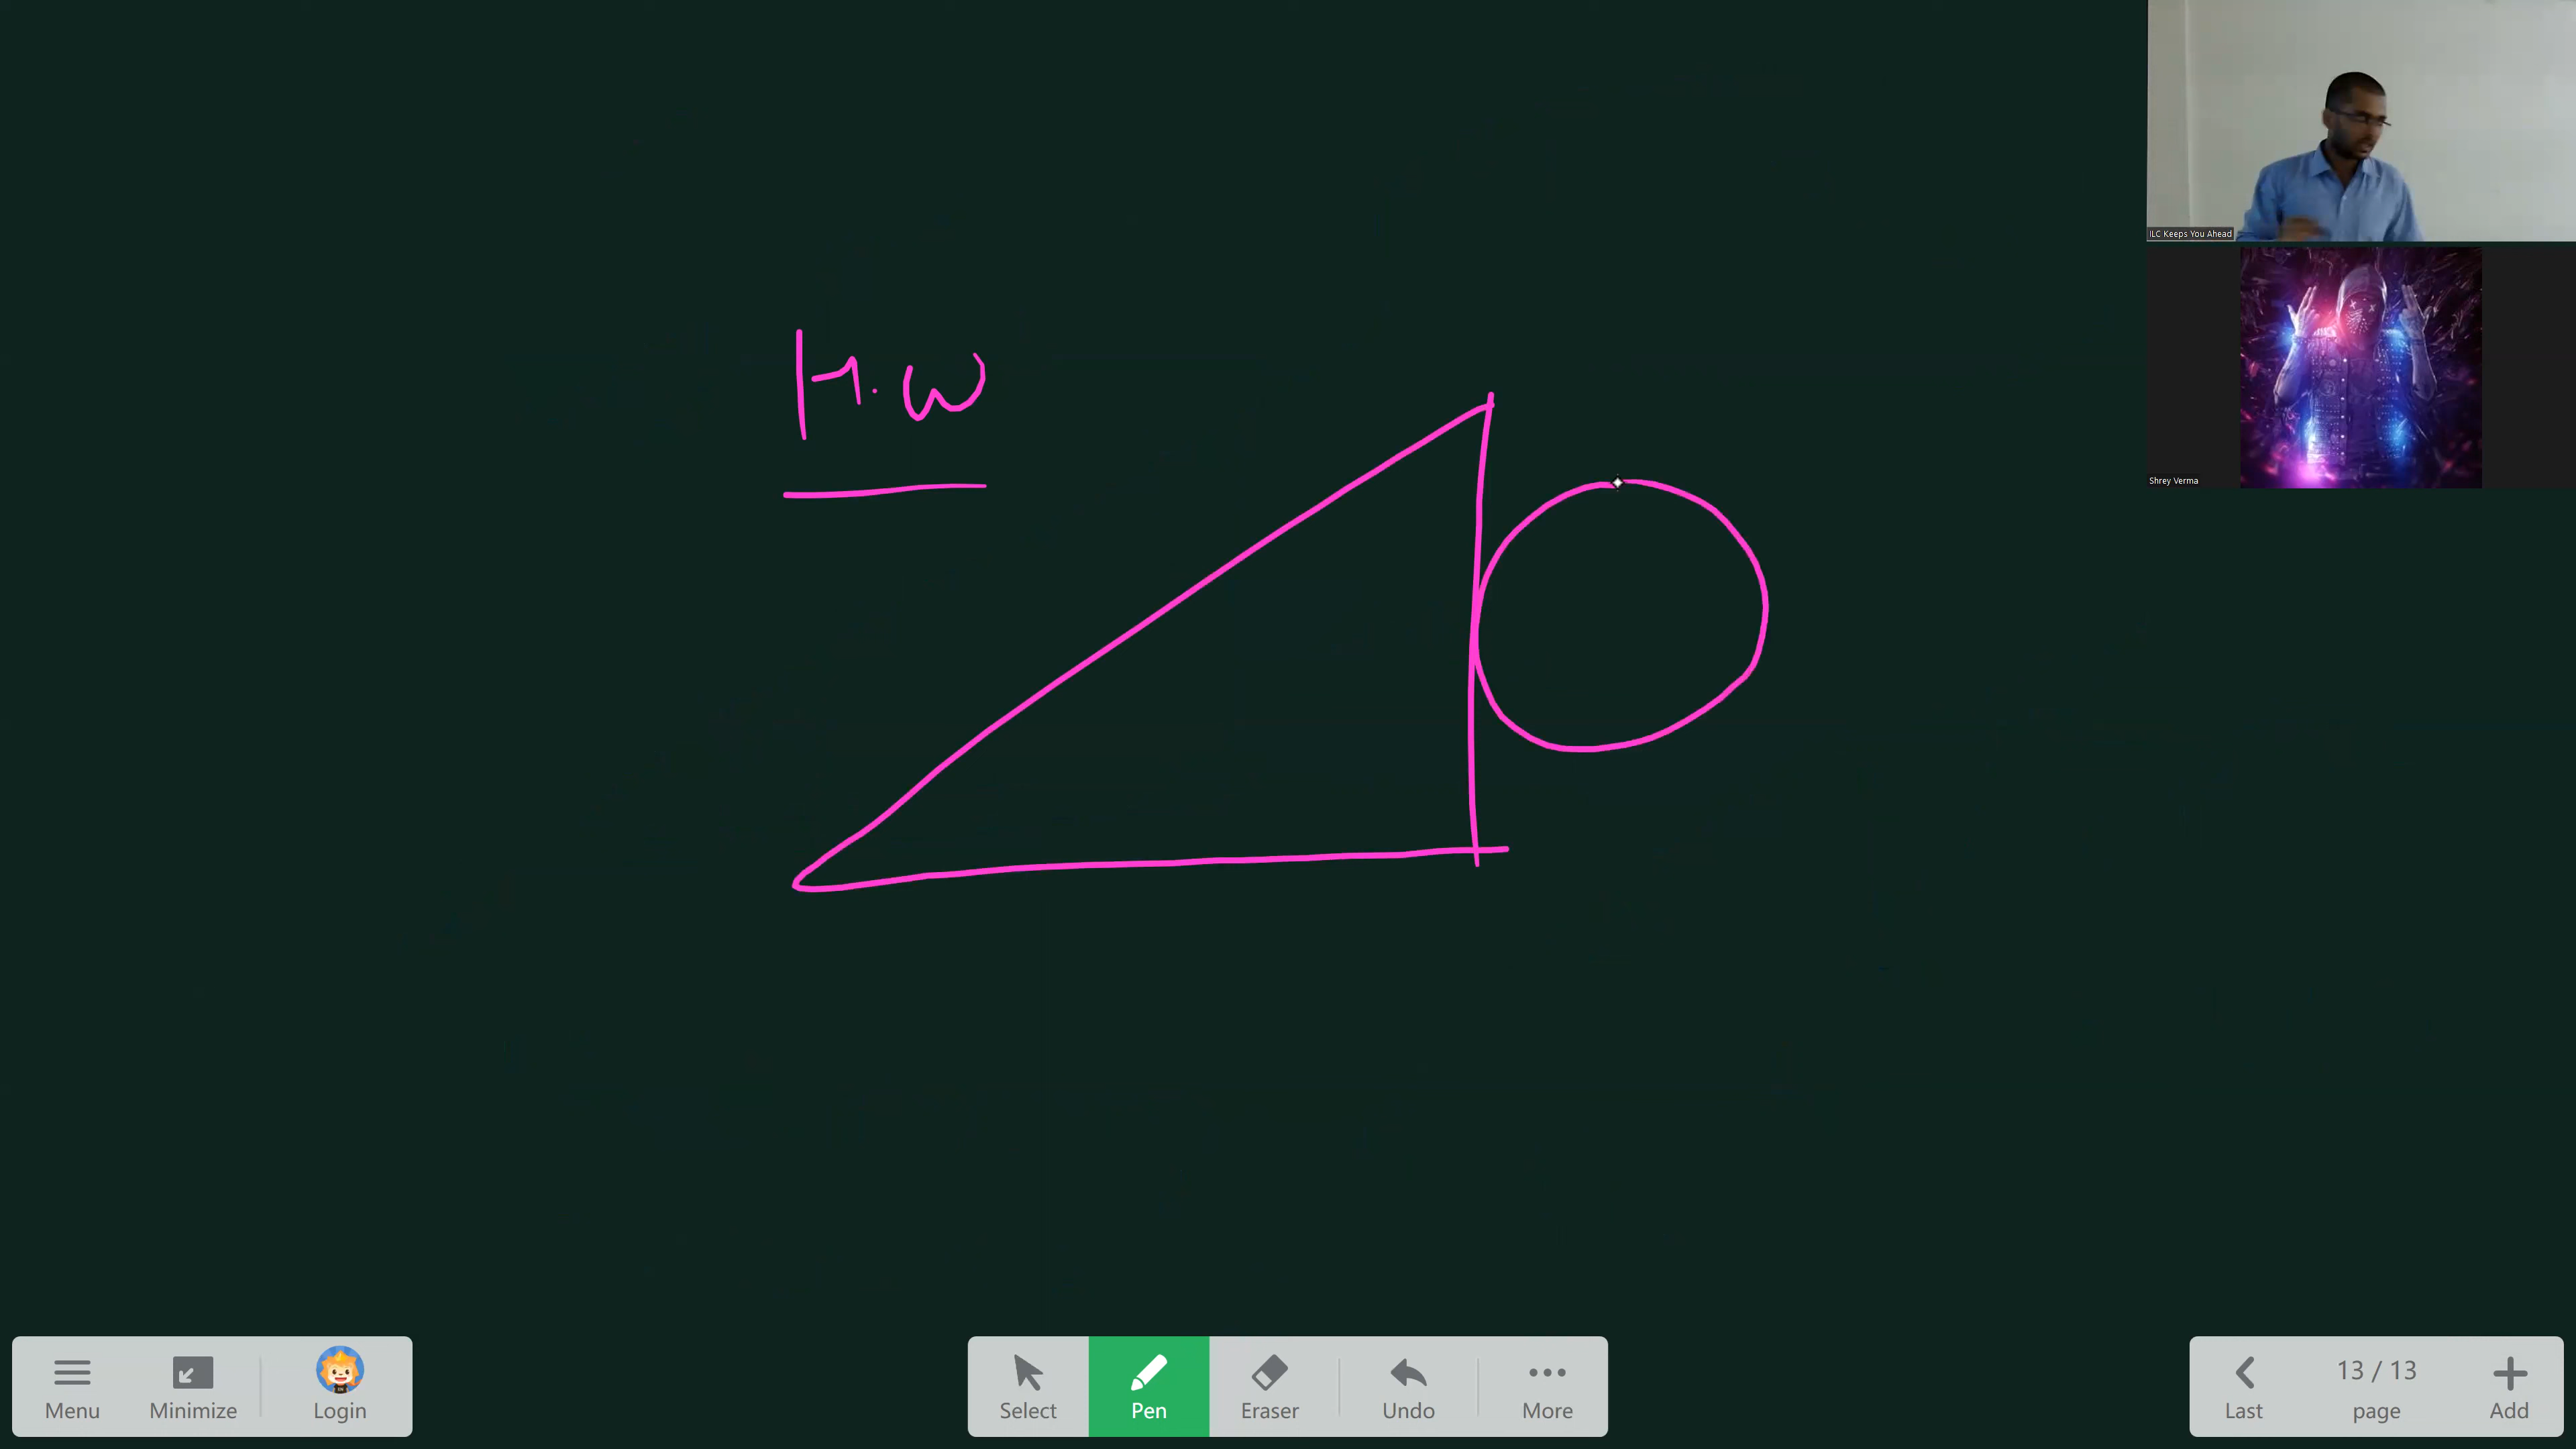 ILC Keeps You Ahead
H.W
Shrey Verma
Menu
Minimize
Login
Select
Pen
Eraser
Undo
More
Last
13 / 13
page
Add